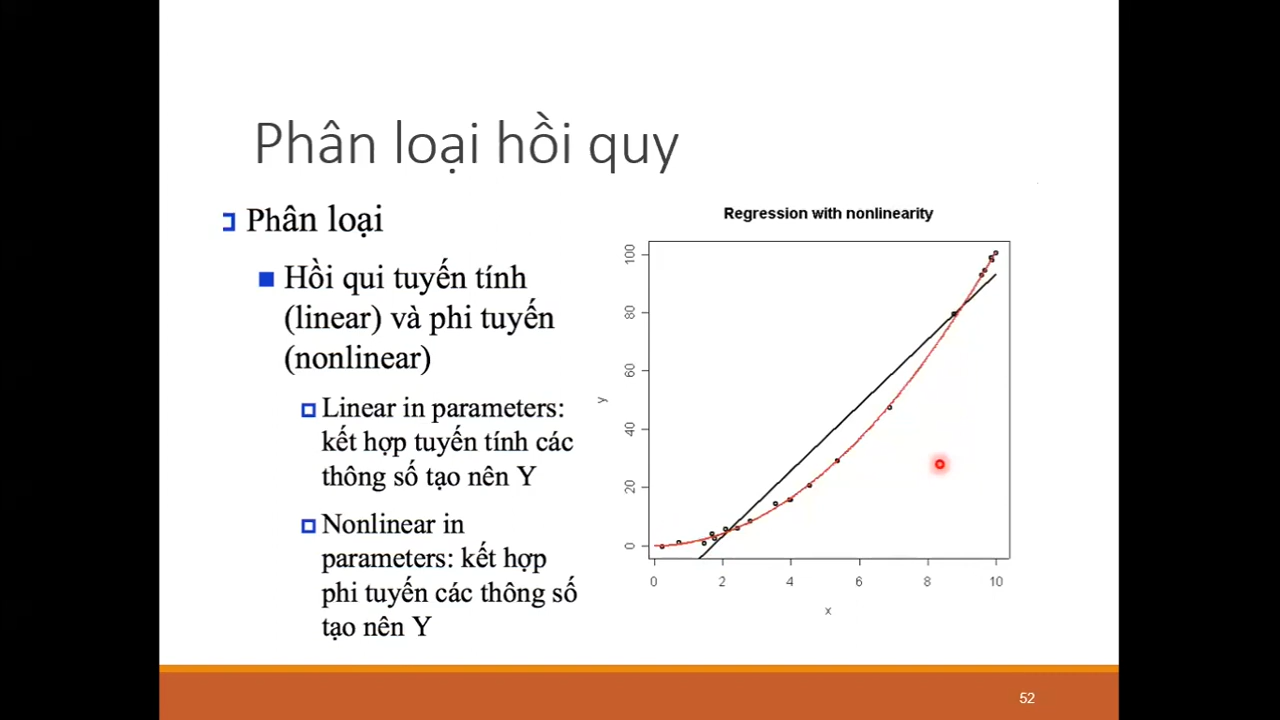 Phân loại hồi quy
Phân loại
Hồi qui tuyến tính
(linear) và phi tuyến
(nonlinear)
Linear in parameters:
kết hợp tuyến tính các
thông số tạo nên Y
Nonlinear in
parameters: kết hợp
phi tuyến các thông số
tạo nên Y
Regression with nonlinearity
100
80
60
40
20
0
y
0 2 4 6 8 10
x
52